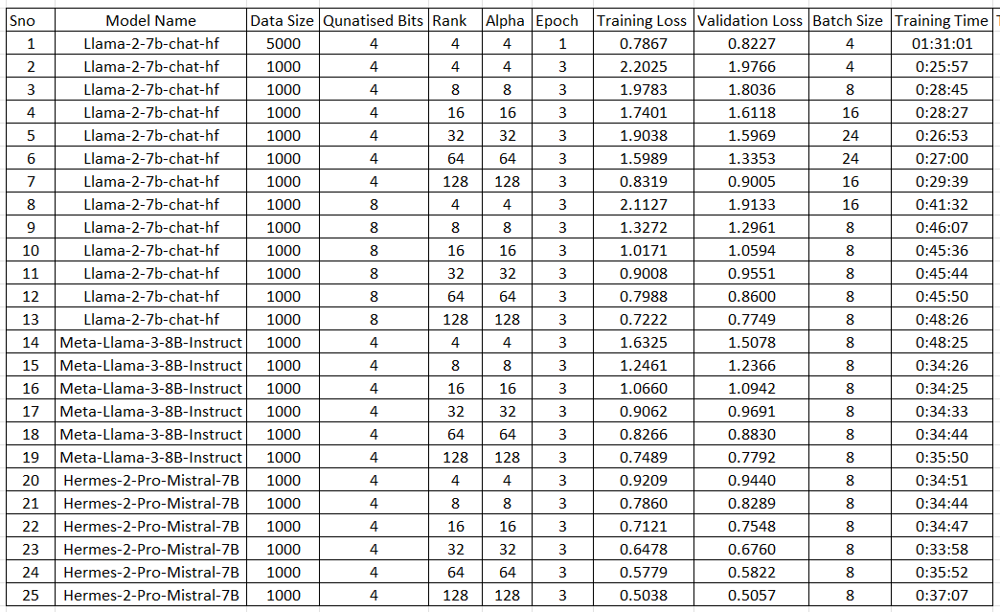 Sno Model Name Data Size Qunatised Bits Rank Alpha Epoch Training Loss Validation Loss Batch Size Training Time
1 Llama-2-7b-chat-hf 5000 4 4 4 1 0.7867 0.8227 4 01:31:01
2 Llama-2-7b-chat-hf 1000 4 4 4 3 2.2025 1.9766 4 0:25:57
3 Llama-2-7b-chat-hf 1000 4 8 8 3 1.9783 1.8036 8 0:28:45
4 Llama-2-7b-chat-hf 1000 4 16 16 3 1.7401 1.6118 16 0:28:27
5 Llama-2-7b-chat-hf 1000 4 32 32 3 1.9038 1.5969 24 0:26:53
6 Llama-2-7b-chat-hf 1000 4 64 64 3 1.5989 1.3353 24 0:27:00
7 Llama-2-7b-chat-hf 1000 4 128 128 3 0.8319 0.9005 16 0:29:39
8 Llama-2-7b-chat-hf 1000 8 4 4 3 2.1127 1.9133 16 0:41:32
9 Llama-2-7b-chat-hf 1000 8 8 8 3 1.3272 1.2961 8 0:46:07
10 Llama-2-7b-chat-hf 1000 8 16 16 3 1.0171 1.0594 8 0:45:36
11 Llama-2-7b-chat-hf 1000 8 32 32 3 0.9008 0.9551 8 0:45:44
12 Llama-2-7b-chat-hf 1000 8 64 64 3 0.7988 0.8600 8 0:45:50
13 Llama-2-7b-chat-hf 1000 8 128 128 3 0.7222 0.7749 8 0:48:26
14 Meta-Llama-3-8B-Instruct 1000 4 4 4 3 1.6325 1.5078 8 0:48:25
15 Meta-Llama-3-8B-Instruct 1000 4 8 8 3 1.2461 1.2366 8 0:34:26
16 Meta-Llama-3-8B-Instruct 1000 4 16 16 3 1.0660 1.0942 8 0:34:25
17 Meta-Llama-3-8B-Instruct 1000 4 32 32 3 0.9062 0.9691 8 0:34:33
18 Meta-Llama-3-8B-Instruct 1000 4 64 64 3 0.8266 0.8830 8 0:34:44
19 Meta-Llama-3-8B-Instruct 1000 4 128 128 3 0.7489 0.7792 8 0:35:50
20 Hermes-2-Pro-Mistral-7B 1000 4 4 4 3 0.9209 0.9440 8 0:34:51
21 Hermes-2-Pro-Mistral-7B 1000 4 8 8 3 0.7860 0.8289 8 0:34:44
22 Hermes-2-Pro-Mistral-7B 1000 4 16 16 3 0.7121 0.7548 8 0:34:47
23 Hermes-2-Pro-Mistral-7B 1000 4 32 32 3 0.6478 0.6760 8 0:33:58
24 Hermes-2-Pro-Mistral-7B 1000 4 64 64 3 0.5779 0.5822 8 0:35:52
25 Hermes-2-Pro-Mistral-7B 1000 4 128 128 3 0.5038 0.5057 8 0:37:07